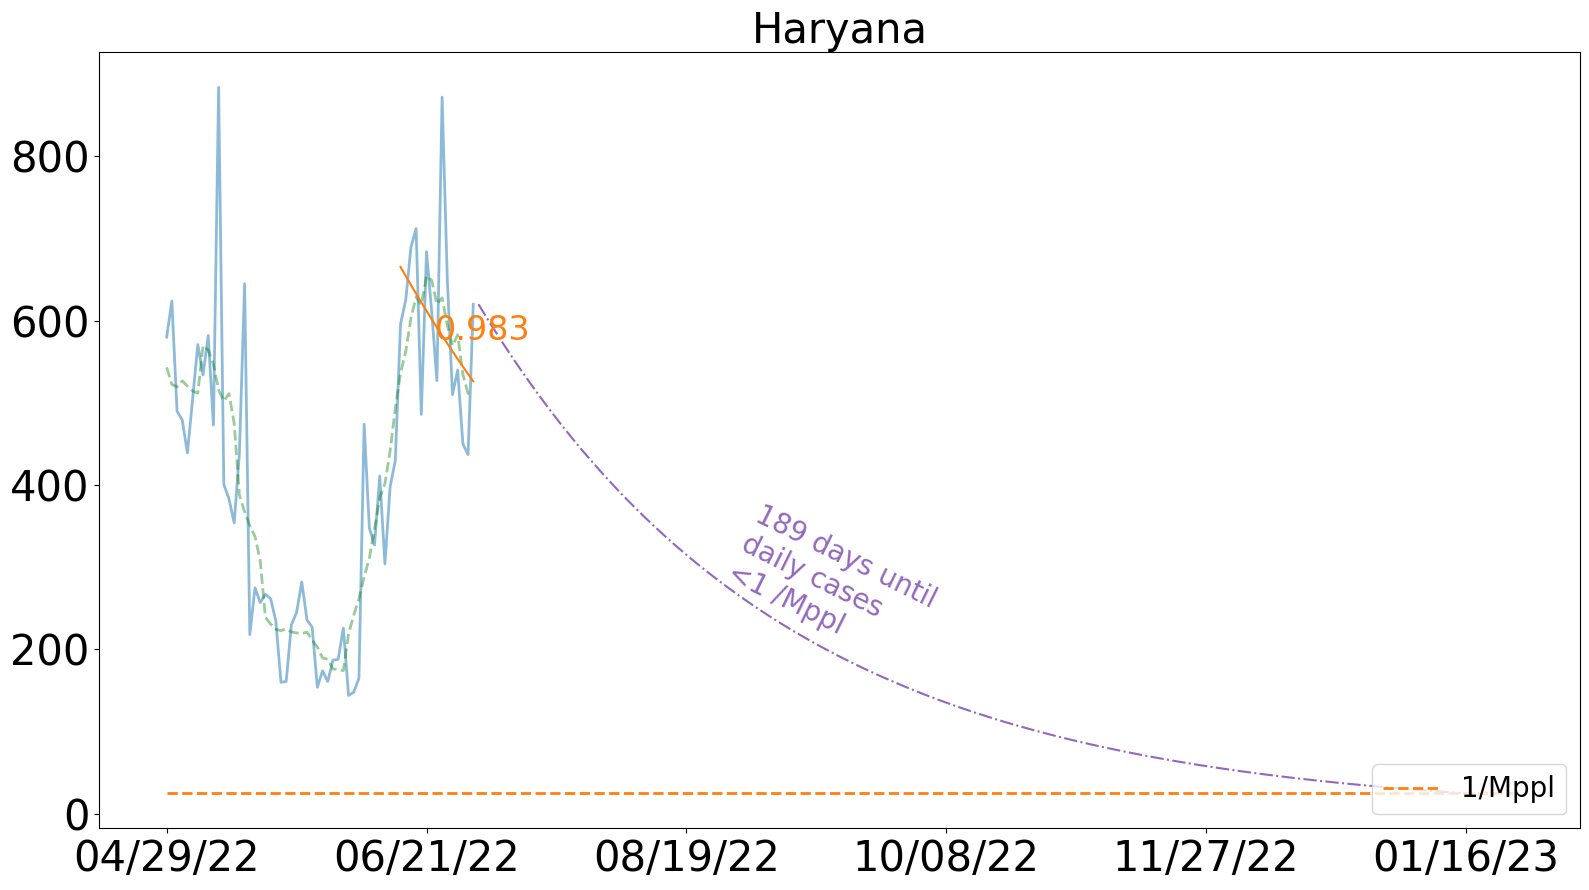 Haryana
800
600
400
200
0
0.983
189 days until
daily cases
<1 /Mppl
1/Mppl
04/29/22
06/21/22
08/19/22
10/08/22
11/27/22
01/16/23